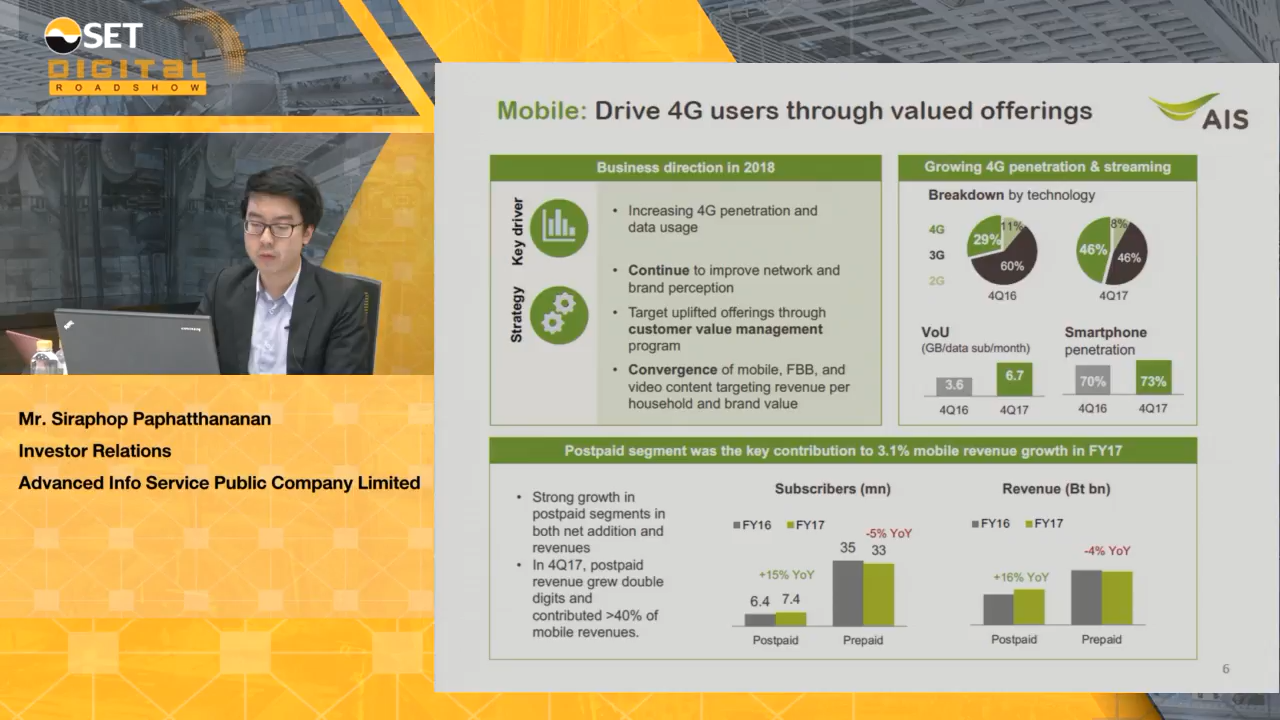 SET
DIGITAL
ROADSHOW
Mr. Siraphop Paphatthananan
Investor Relations
Advanced Info Service Public Company Limited
Mobile: Drive 4G users through valued offerings
AIS
Business direction in 2018
Key driver
• Increasing 4G penetration and
data usage
Strategy
• Continue to improve network and
brand perception
• Target uplifted offerings through
customer value management
program
• Convergence of mobile, FBB, and
video content targeting revenue per
household and brand value
Growing 4G penetration & streaming
Breakdown by technology
4G
3G
2G
29%
11%
60%
4Q16
46%
8%
46%
4Q17
VoU
(GB/data sub/month)
3.6
6.7
4Q16
4Q17
Smartphone
penetration
70%
73%
4Q16
4Q17
Postpaid segment was the key contribution to 3.1% mobile revenue growth in FY17
• Strong growth in
postpaid segments in
both net addition and
revenues
• In 4Q17, postpaid
revenue grew double
digits and
contributed >40% of
mobile revenues.
Subscribers (mn)
FY16 FY17
-5% YoY
35 33
+15% YoY
6.4 7.4
Postpaid Prepaid
Revenue (Bt bn)
FY16 FY17
-4% YoY
+16% YoY
Postpaid Prepaid
6